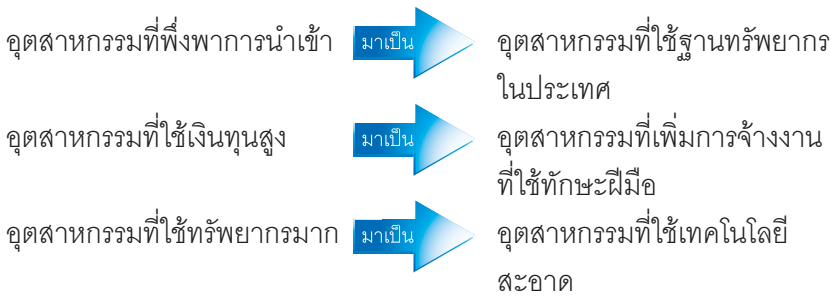 อุตสาหกรรมที่พึ่งพาการนำเข้า มาเป็น อุตสาหกรรมที่ใช้ฐานทรัพยากร
ในประเทศ
อุตสาหกรรมที่ใช้เงินทุนสูง มาเป็น อุตสาหกรรมที่เพิ่มการจ้างงาน
ที่ใช้ทักษะฝีมือ
อุตสาหกรรมที่ใช้ทรัพยากรมาก มาเป็น อุตสาหกรรมที่ใช้เทคโนโลยี
สะอาด